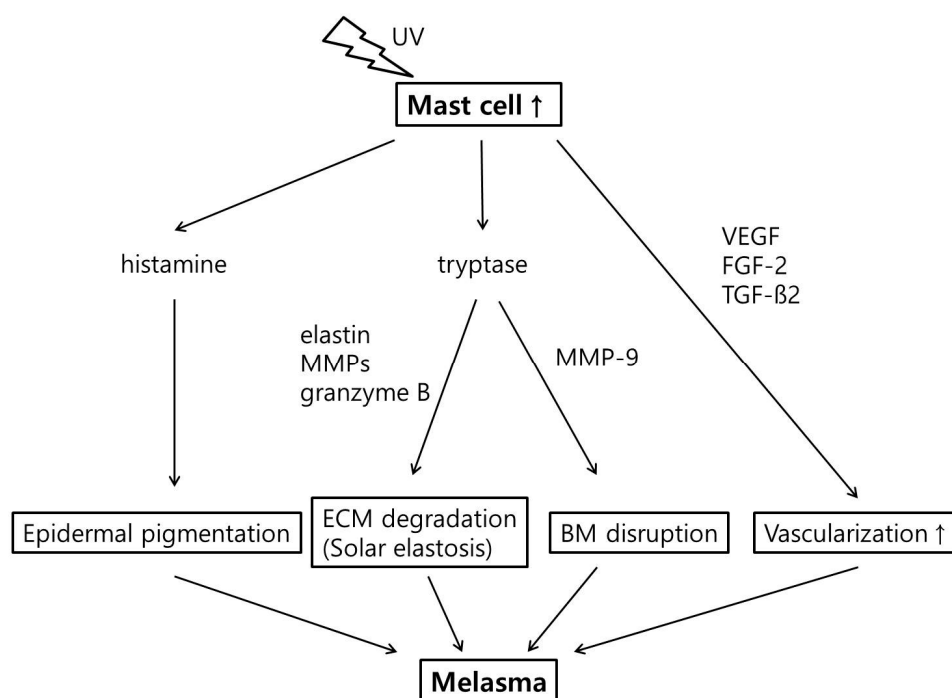 UV
Mast cell ↑
histamine
tryptase
VEGF
FGF-2
TGF-ß2
elastin
MMPs
granzyme B
MMP-9
Epidermal pigmentation
ECM degradation
(Solar elastosis)
BM disruption
Vascularization ↑
Melasma